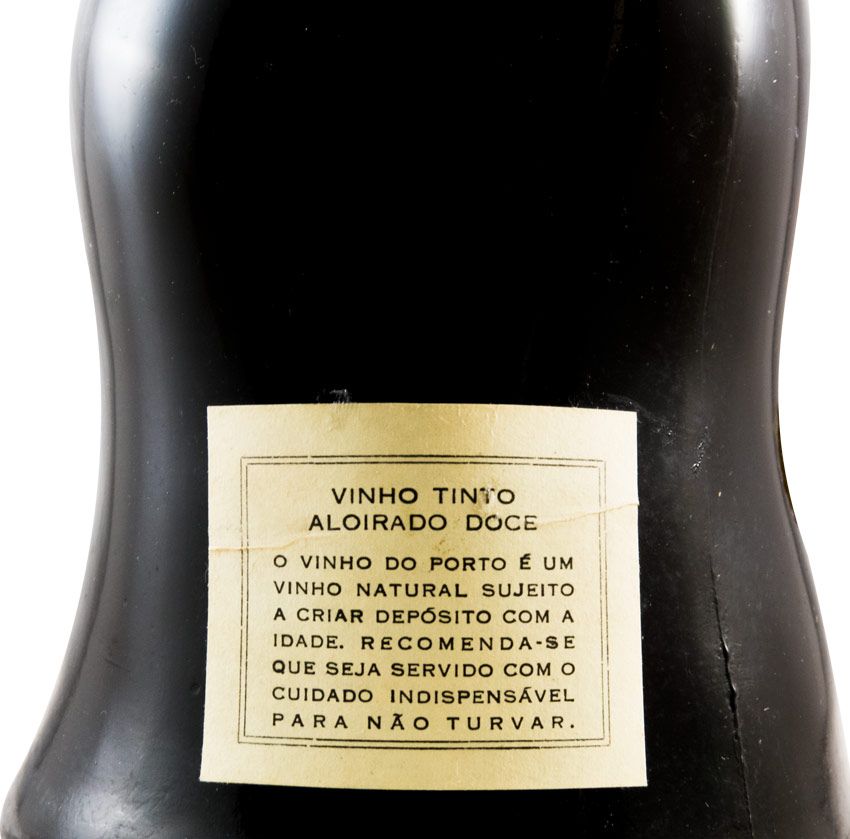 VINHO TINTO
ALOIRADO DOCE
O VINHO DO PORTO É UM
VINHO NATURAL SUJEITO
A CRIAR DEPÓSITO COM A
IDADE. RECOMENDA-SE
QUE SEJA SERVIDO COM O
CUIDADO INDISPENSÁVEL
PARA NÃO TURVAR.